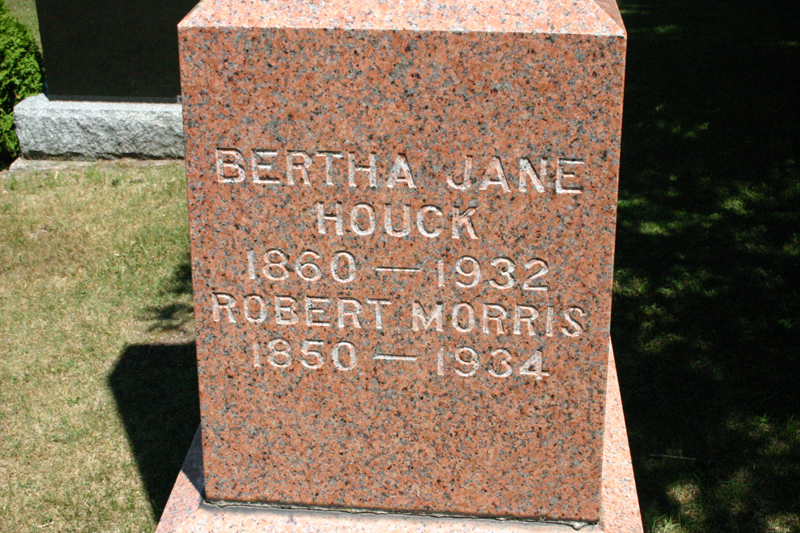 BERTHA JANE
HOUCK
1860 — 1932
ROBERT MORRIS
1850 — 1934